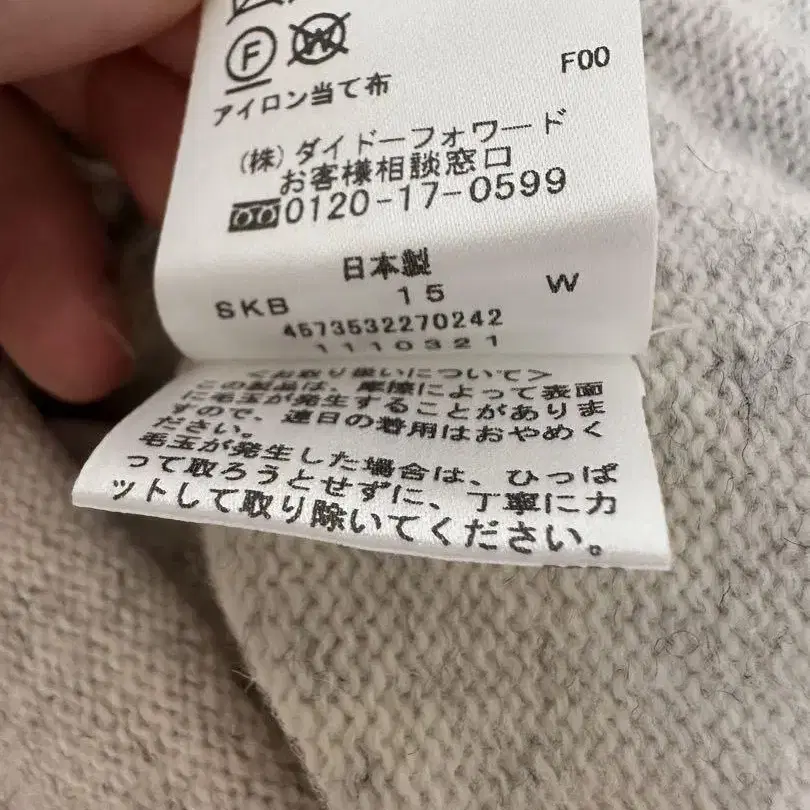 F W
F00
アイロン当て布
(株)ダイドーフォワード
お客様相談窓口
0120-17-0599
日本製
SKB 15 W
4573532270242
1110321
<お取り扱いについて>
この製品は、摩擦によって表面
に毛玉が発生することがありま
すので、連日の着用はおやめく
ださい。
毛玉が発生した場合は、ひっぱ
って取ろうとせずに、丁寧にカ
ットして取り除いてください。